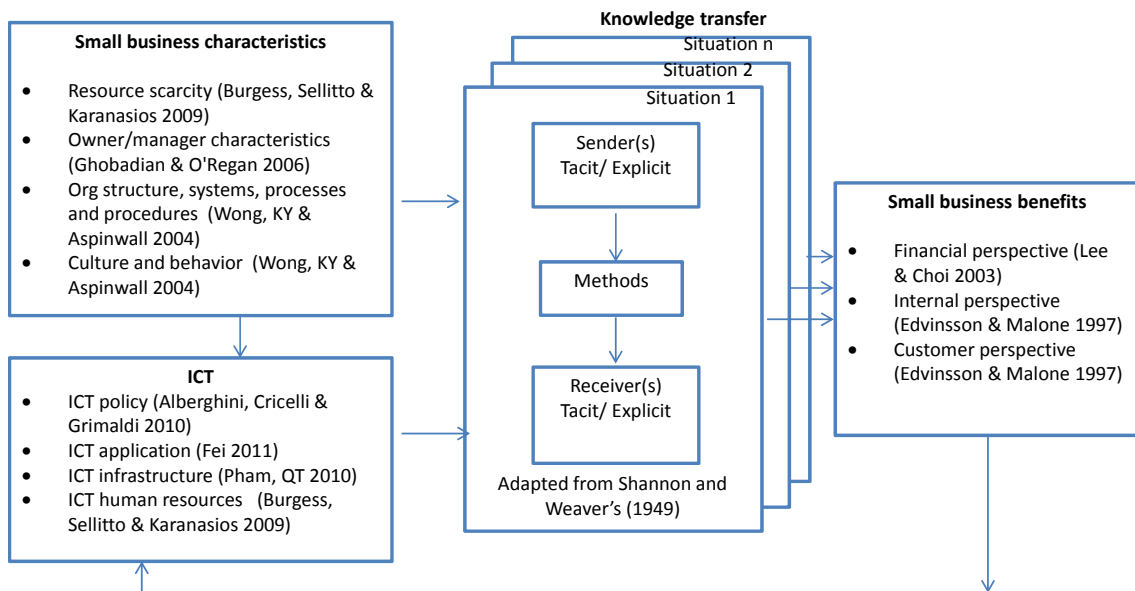 Small business characteristics
• Resource scarcity (Burgess, Sellitto &
Karanasios 2009)
• Owner/manager characteristics
(Ghobadian & O'Regan 2006)
• Org structure, systems, processes
and procedures (Wong, KY &
Aspinwall 2004)
• Culture and behavior (Wong, KY &
Aspinwall 2004)
ICT
• ICT policy (Alberghini, Cricelli &
Grimaldi 2010)
• ICT application (Fei 2011)
• ICT infrastructure (Pham, QT 2010)
• ICT human resources (Burgess,
Sellitto & Karanasios 2009)
Knowledge transfer
Situation n
Situation 2
Situation 1
Sender(s)
Tacit/ Explicit
Methods
Receiver(s)
Tacit/ Explicit
Adapted from Shannon and
Weaver’s (1949)
Small business benefits
• Financial perspective (Lee
& Choi 2003)
• Internal perspective
(Edvinsson & Malone 1997)
• Customer perspective
(Edvinsson & Malone 1997)